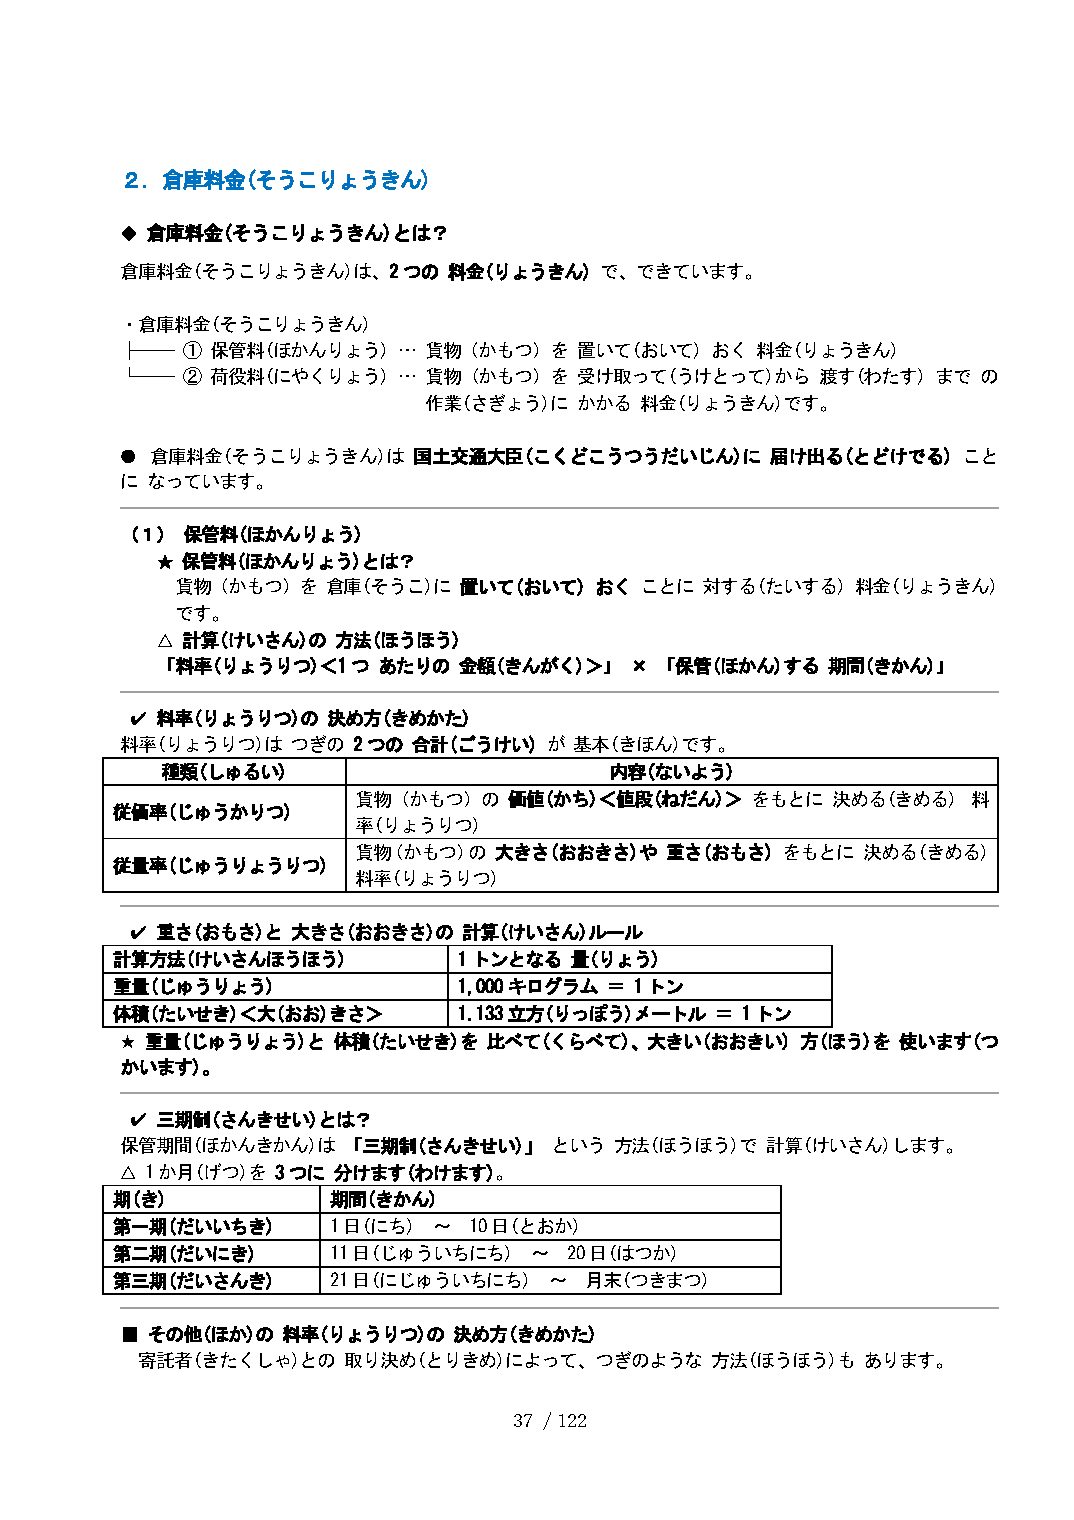 ２．倉庫料金(そうこりょうきん)
◆ 倉庫料金(そうこりょうきん)とは？
倉庫料金(そうこりょうきん)は、2つの 料金(りょうきん) で、できています。
・倉庫料金(そうこりょうきん)
├── ① 保管料(ほかんりょう) … 貨物（かもつ）を 置いて(おいて) おく 料金(りょうきん)
└── ② 荷役料(にやくりょう) … 貨物（かもつ）を 受け取って(うけとって)から 渡す(わたす) まで の
作業(さぎょう)に かかる 料金(りょうきん)です。
● 倉庫料金(そうこりょうきん)は 国土交通大臣(こくどこうつうだいじん)に 届け出る(とどけでる) こと
に なっています。
（１） 保管料(ほかんりょう)
★ 保管料(ほかんりょう)とは？
貨物（かもつ）を 倉庫(そうこ)に 置いて(おいて) おく ことに 対する(たいする) 料金(りょうきん)
です。
△ 計算(けいさん)の 方法(ほうほう)
「料率(りょうりつ)＜1つ あたりの 金額(きんがく)＞」 × 「保管(ほかん)する 期間(きかん)」
✔ 料率(りょうりつ)の 決め方(きめかた)
料率(りょうりつ)は つぎの 2つの 合計(ごうけい) が 基本(きほん)です。
種類(しゅるい) 内容(ないよう)
従価率(じゅうかりつ) 貨物（かもつ）の 価値(かち)＜値段(ねだん)＞ をもとに 決める(きめる) 料
率(りょうりつ)
従量率(じゅうりょうりつ) 貨物(かもつ)の 大きさ(おおきさ)や 重さ(おもさ) をもとに 決める(きめる)
料率(りょうりつ)
✔ 重さ(おもさ)と 大きさ(おおきさ)の 計算(けいさん)ルール
計算方法(けいさんほうほう) 1トンとなる 量(りょう)
重量(じゅうりょう) 1,000キログラム ＝ 1トン
体積(たいせき)＜大(おお)きさ＞ 1.133立方(りっぽう)メートル ＝ 1トン
★ 重量(じゅうりょう)と 体積(たいせき)を 比べて(くらべて)、大きい(おおきい) 方(ほう)を 使います(つ
かいます)。
✔ 三期制(さんきせい)とは？
保管期間(ほかんきかん)は 「三期制(さんきせい)」 という 方法(ほうほう)で 計算(けいさん)します。
△ 1か月(げつ)を 3つに 分けます(わけます)。
期(き) 期間(きかん)
第一期(だいいちき) 1日(にち) ～ 10日(とおか)
第二期(だいにき) 11日(じゅういちにち) ～ 20日(はつか)
第三期(だいさんき) 21日(にじゅういちにち) ～ 月末(つきまつ)
■ その他(ほか)の 料率(りょうりつ)の 決め方(きめかた)
寄託者(きたくしゃ)との 取り決め(とりきめ)によって、つぎのような 方法(ほうほう)も あります。
37 / 122